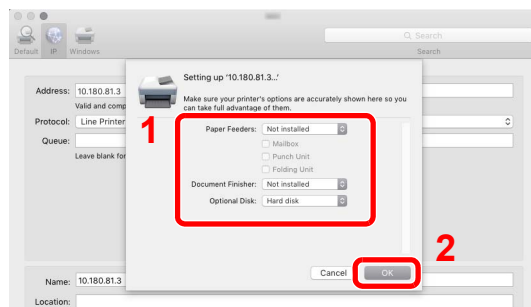 Search
Default IP Windows Search
Setting up '10.180.81.3...'
Make sure your printer's options are accurately shown here so you
can take full advantage of them.
Address: 10.180.81.3
Valid and comp
Protocol: Line Printer
Queue:
Leave blank for
1
Paper Feeders: Not installed
Mailbox
Punch Unit
Folding Unit
Document Finisher: Not installed
Optional Disk: Hard disk
2
Cancel OK
Name: 10.180.81.3
Location: